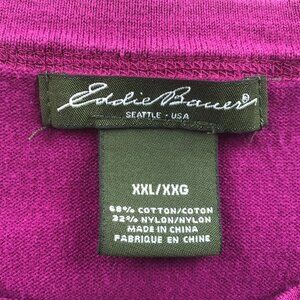 Eddie Bauer®
SEATTLE · USA
XXL/XXG
68% COTTON/COTON
32% NYLON/NYLON
MADE IN CHINA
FABRIQUE EN CHINE